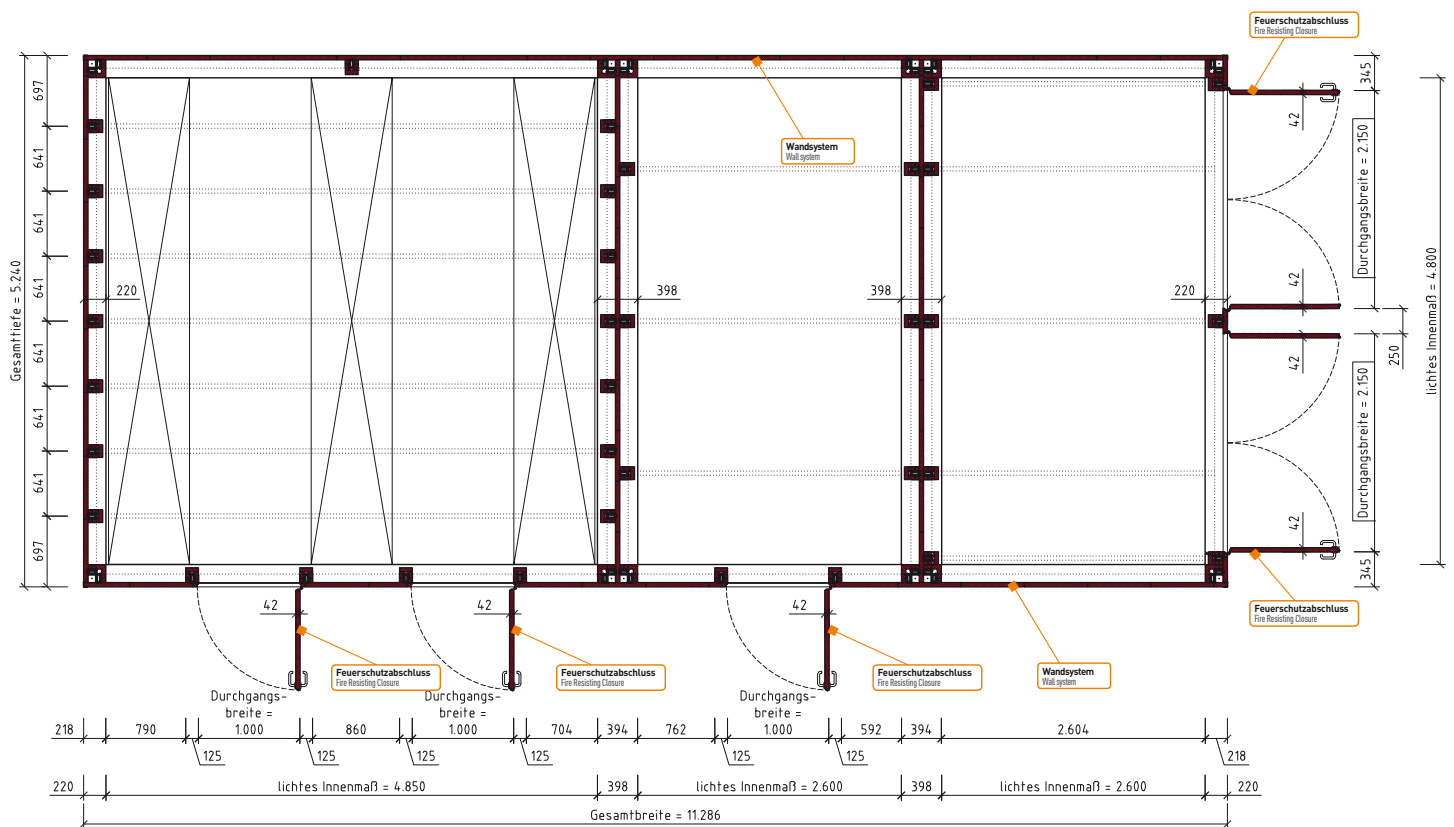 Feuerschutzabschluss
Fire Resisting Closure
345
697
42
Wandsystem
Wall system
641
Durchgangsbreite = 2.150
641
641
Gesamttiefe = 5.240
220
398
398
220
42
lichtes Innenmaß = 4.800
641
250
641
42
641
Durchgangsbreite = 2.150
641
42
697
345
42
42
42
Feuerschutzabschluss
Fire Resisting Closure
Feuerschutzabschluss
Fire Resisting Closure
Feuerschutzabschluss
Fire Resisting Closure
Feuerschutzabschluss
Fire Resisting Closure
Wandsystem
Wall system
Durchgangs-
breite =
1.000
Durchgangs-
breite =
1.000
Durchgangs-
breite =
1.000
218 790 860 704 394 762 592 394 2.604
125 125 125 125 125 125 218
220 lichtes Innenmaß = 4.850 398 lichtes Innenmaß = 2.600 398 lichtes Innenmaß = 2.600 220
Gesamtbreite = 11.286